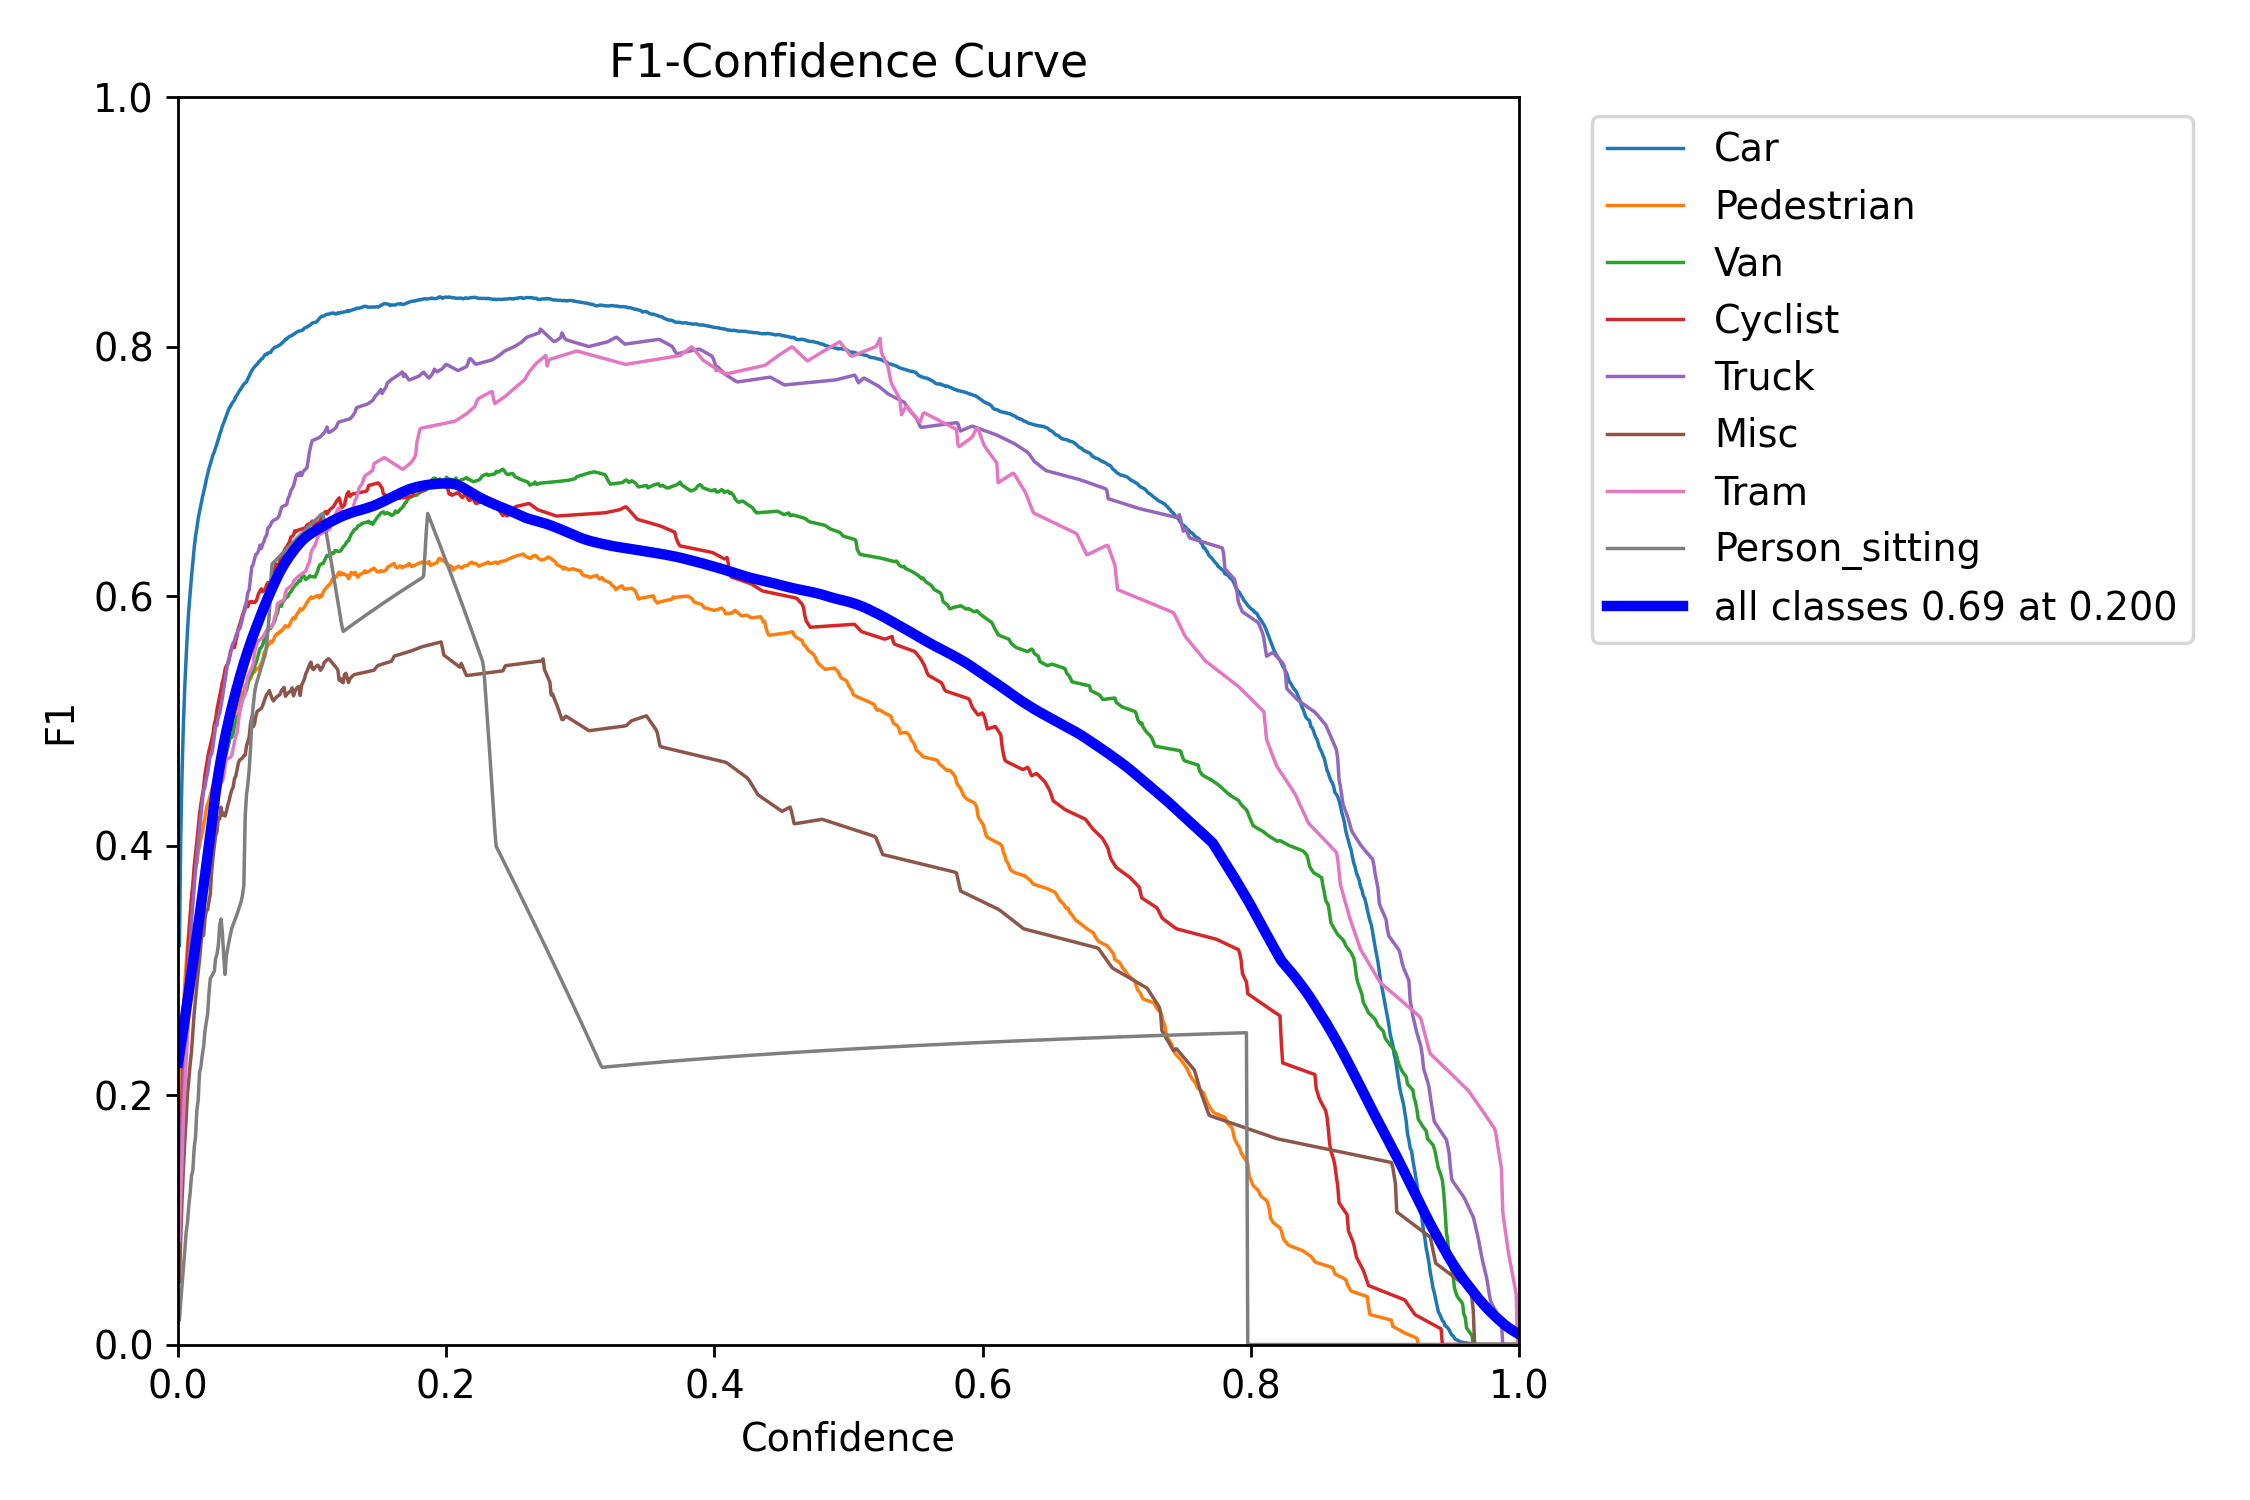 F1-Confidence Curve
1.0
0.8
0.6
0.4
0.2
0.0
F1
0.0 0.2 0.4 0.6 0.8 1.0
Confidence
Car
Pedestrian
Van
Cyclist
Truck
Misc
Tram
Person_sitting
all classes 0.69 at 0.200